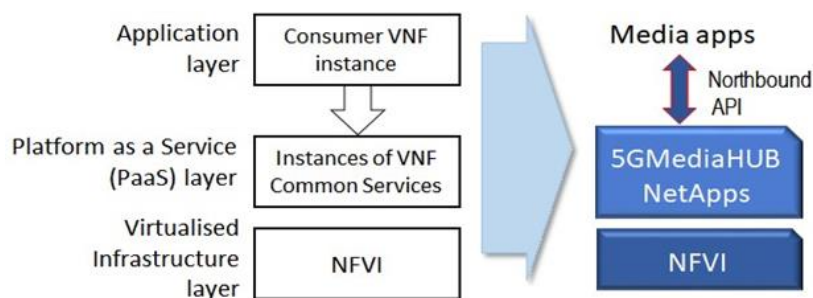 Application
layer
Consumer VNF
instance
Platform as a Service
(PaaS) layer
Instances of VNF
Common Services
Virtualised
Infrastructure
layer
NFVI
Media apps
Northbound
API
5GMediaHUB
NetApps
NFVI